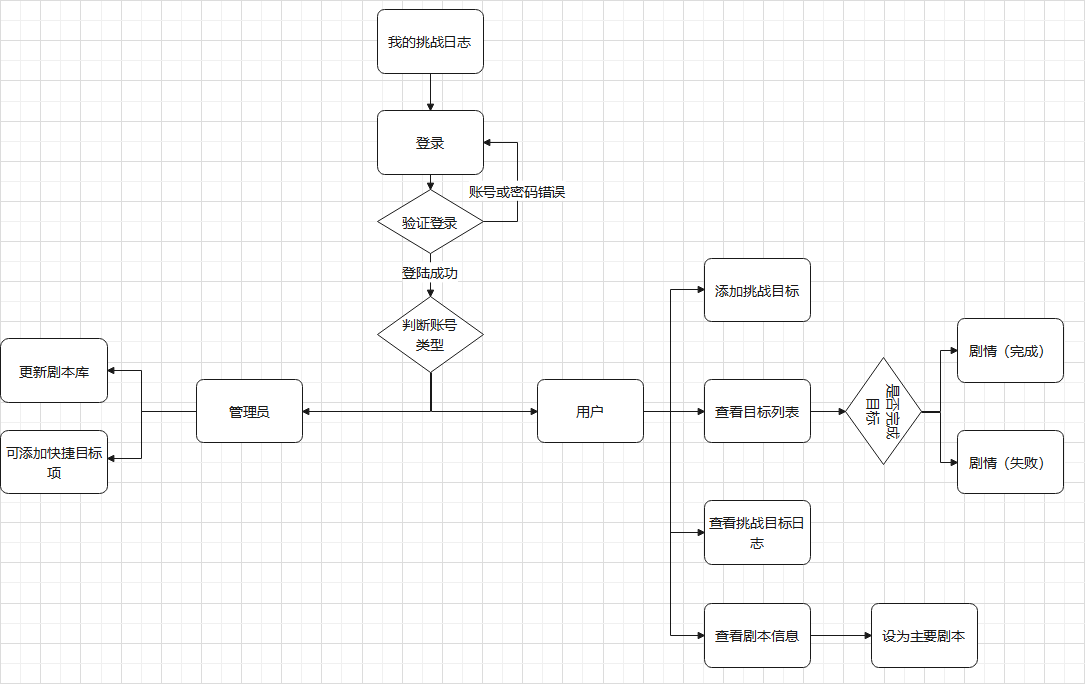 我的挑战日志
登录
账号或密码错误
验证登录
登陆成功
判断账号
类型
管理员
更新剧本库
可添加快捷目标
项
用户
添加挑战目标
查看目标列表
是否完成
目标
剧情（完成）
剧情（失败）
查看挑战目标日
志
查看剧本信息
设为主要剧本